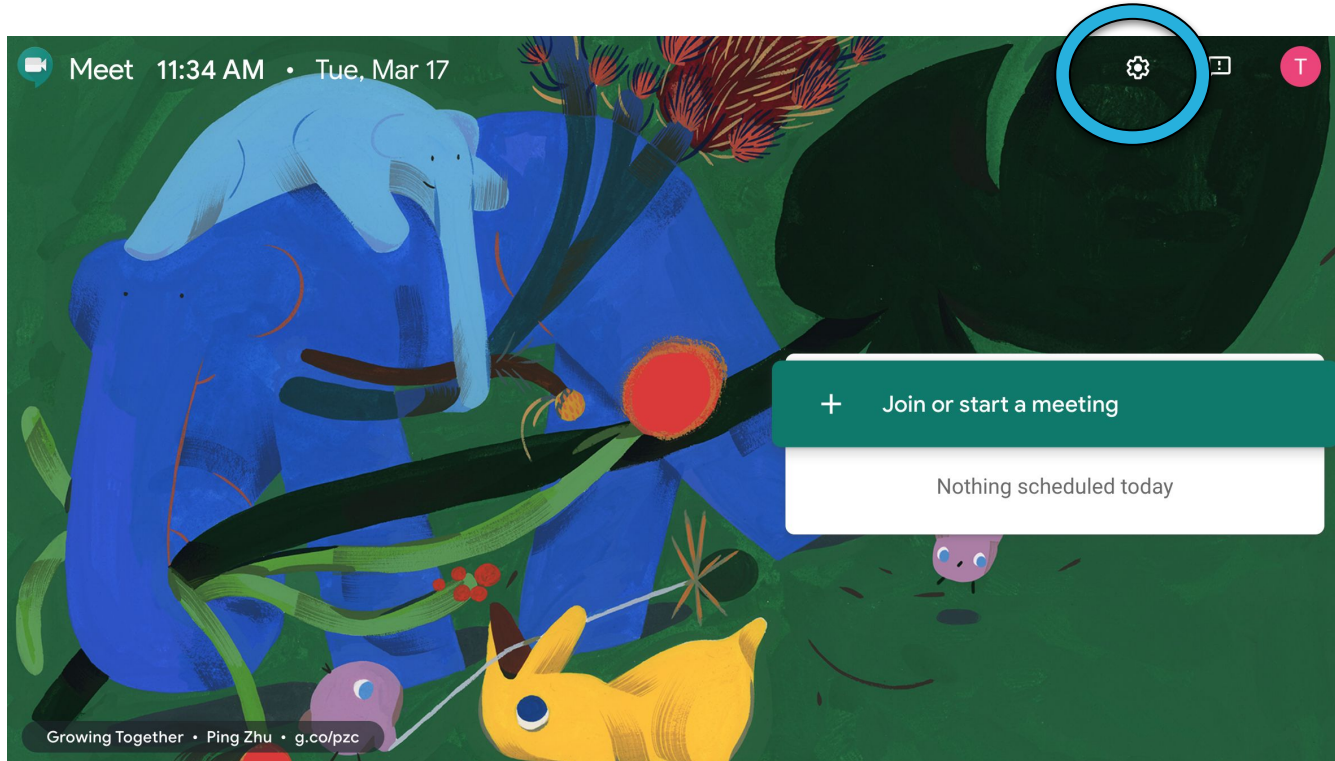 Meet 11:34 AM • Tue, Mar 17
T
Join or start a meeting
Nothing scheduled today
Growing Together • Ping Zhu • g.co/pzc